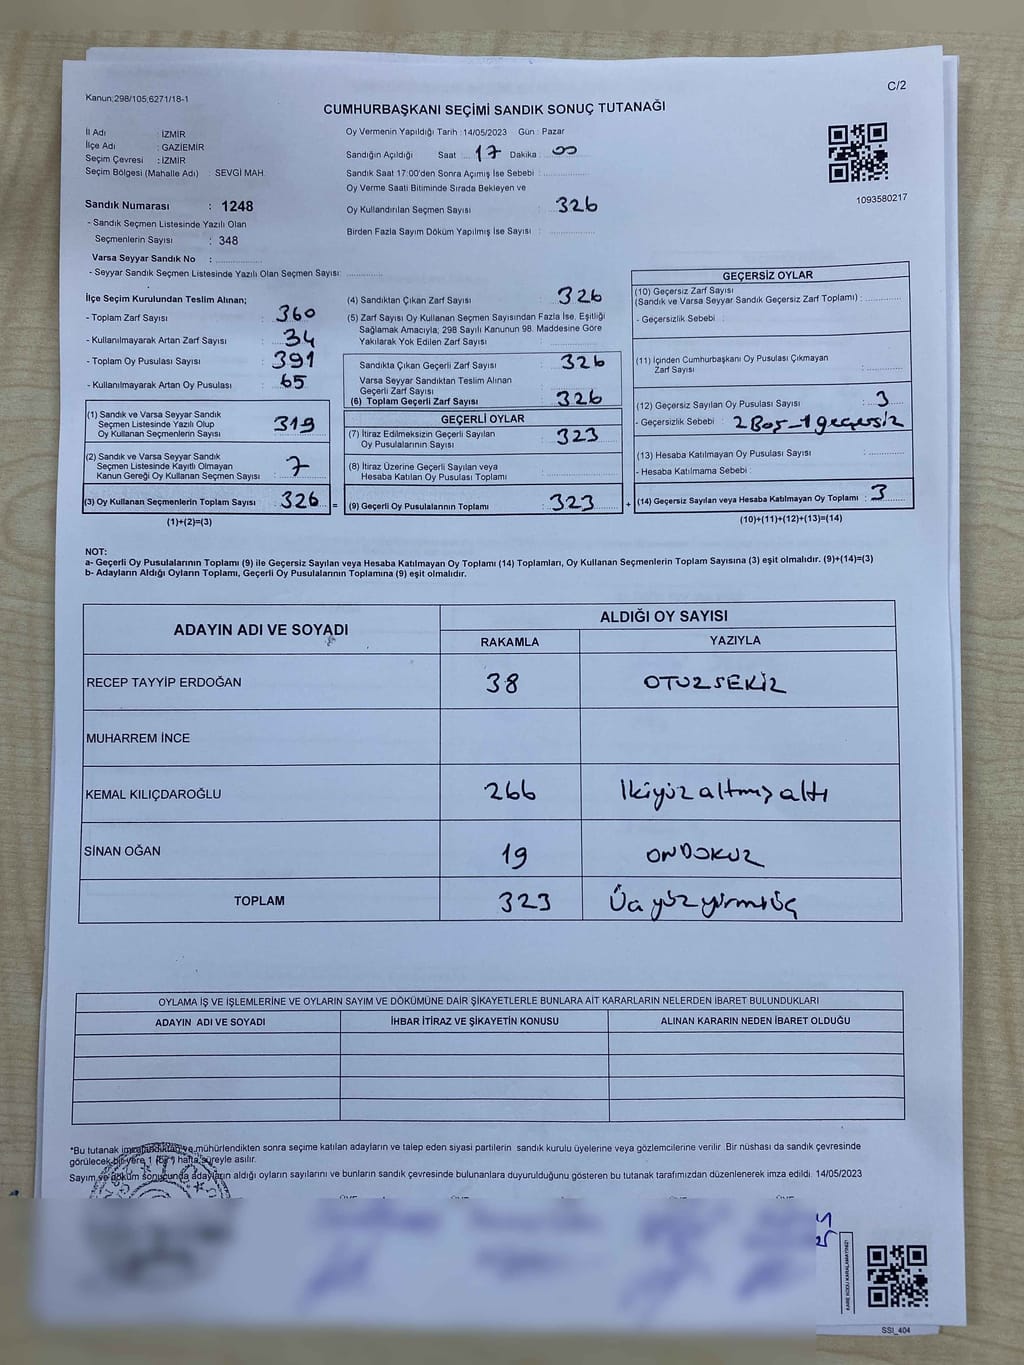 C/2
Kanun:298/105;6271/18-1
CUMHURBAŞKANI SEÇİMİ SANDIK SONUÇ TUTANAĞI
İl Adı : İZMİR
İlçe Adı : GAZİEMİR
Seçim Çevresi : İZMİR
Seçim Bölgesi (Mahalle Adı) : SEVGİ MAH.
Sandık Numarası : 1248
- Sandık Seçmen Listesinde Yazılı Olan
Seçmenlerin Sayısı : 348
Varsa Seyyar Sandık No : ................
- Seyyar Sandık Seçmen Listesinde Yazılı Olan Seçmen Sayısı: .............
Oy Vermenin Yapıldığı Tarih :14/05/2023 Gün : Pazar
Sandığın Açıldığı Saat 17 Dakika : 00
Sandık Saat 17:00'den Sonra Açımış İse Sebebi : ................
Oy Verme Saati Bitiminde Sırada Bekleyen ve
Oy Kullandırılan Seçmen Sayısı : 326
Birden Fazla Sayım Döküm Yapılmış İse Sayısı : ................
1093580217
İlçe Seçim Kurulundan Teslim Alınan;
- Toplam Zarf Sayısı : 360
- Kullanılmayarak Artan Zarf Sayısı : 34
- Toplam Oy Pusulası Sayısı : 391
- Kullanılmayarak Artan Oy Pusulası : 65
(1) Sandık ve Varsa Seyyar Sandık
Seçmen Listesinde Yazılı Olup
Oy Kullanan Seçmenlerin Sayısı : 319
(2) Sandık ve Varsa Seyyar Sandık
Seçmen Listesinde Kayıtlı Olmayan
Kanun Gereği Oy Kullanan Seçmen Sayısı : 7
(3) Oy Kullanan Seçmenlerin Toplam Sayısı : 326 =
(1)+(2)=(3)
(4) Sandıktan Çıkan Zarf Sayısı : 326
(5) Zarf Sayısı Oy Kullanan Seçmen Sayısından Fazla İse, Eşitliği
Sağlamak Amacıyla; 298 Sayılı Kanunun 98. Maddesine Göre
Yakılarak Yok Edilen Zarf Sayısı : ................
Sandıkta Çıkan Geçerli Zarf Sayısı : 326
Varsa Seyyar Sandıktan Teslim Alınan
Geçerli Zarf Sayısı : ................
(6) Toplam Geçerli Zarf Sayısı : 326
GEÇERLİ OYLAR
(7) İtiraz Edilmeksizin Geçerli Sayılan
Oy Pusulalarının Sayısı : 323
(8) İtiraz Üzerine Geçerli Sayılan veya
Hesaba Katılan Oy Pusulası Toplamı : ................
(9) Geçerli Oy Pusulalarının Toplamı : 323 +
GEÇERSİZ OYLAR
(10) Geçersiz Zarf Sayısı
(Sandık ve Varsa Seyyar Sandık Geçersiz Zarf Toplamı) : .............
- Geçersizlik Sebebi :
(11) İçinden Cumhurbaşkanı Oy Pusulası Çıkmayan
Zarf Sayısı : .............
(12) Geçersiz Sayılan Oy Pusulası Sayısı : 3
- Geçersizlik Sebebi : 2 Boş - 1 geçersiz
(13) Hesaba Katılmayan Oy Pusulası Sayısı : .............
- Hesaba Katılmama Sebebi :
(14) Geçersiz Sayılan veya Hesaba Katılmayan Oy Toplamı : 3
(10)+(11)+(12)+(13)=(14)
NOT:
a- Geçerli Oy Pusulalarının Toplamı (9) ile Geçersiz Sayılan veya Hesaba Katılmayan Oy Toplamı (14) Toplamları, Oy Kullanan Seçmenlerin Toplam Sayısına (3) eşit olmalıdır. (9)+(14)=(3)
b- Adayların Aldığı Oyların Toplamı, Geçerli Oy Pusulalarının Toplamına (9) eşit olmalıdır.
ADAYIN ADI VE SOYADI
ALDIĞI OY SAYISI
RAKAMLA YAZIYLA
RECEP TAYYİP ERDOĞAN 38 OTUZSEKİZ
MUHARREM İNCE
KEMAL KILIÇDAROĞLU 266 İkiyüz altmış altı
SİNAN OĞAN 19 ONDOKUZ
TOPLAM 323 Üç yüz yirmi üç
OYLAMA İŞ VE İŞLEMLERİNE VE OYLARIN SAYIM VE DÖKÜMÜNE DAİR ŞİKAYETLERLE BUNLARA AİT KARARLARIN NELERDEN İBARET BULUNDUKLARI
ADAYIN ADI VE SOYADI İHBAR İTİRAZ VE ŞİKAYETİN KONUSU ALINAN KARARIN NEDEN İBARET OLDUĞU
*Bu tutanak imzalandıktan ve mühürlendikten sonra seçime katılan adayların ve talep eden siyasi partilerin sandık kurulu üyelerine veya gözlemcilerine verilir. Bir nüshası da sandık çevresinde
görülecek bir yere 1 (bir) hafta süreyle asılır.
Sayım ve döküm sonucunda adayların aldığı oyların sayılarını ve bunların sandık çevresinde bulunanlara duyurulduğunu gösteren bu tutanak tarafımızdan düzenlenerek imza edildi. 14/05/2023
KARE KODU KARALAMAYINIZ!
SSI_404